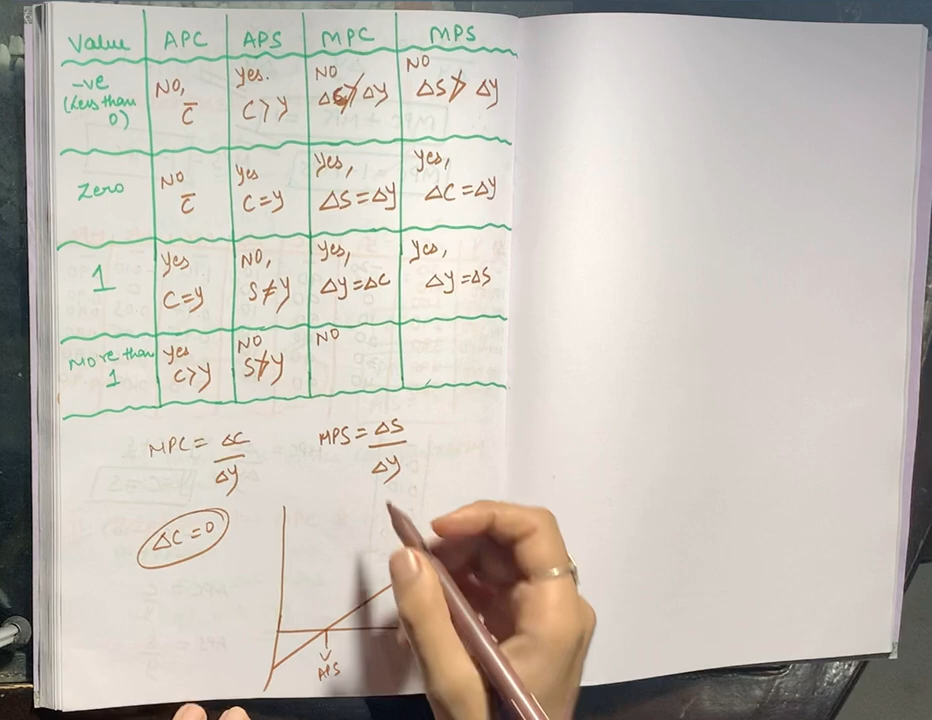 Value APC APS MPC MPS
-ve (Less than 0) NO, C̅ Yes. C > Y NO ΔS ≯ ΔY NO ΔS ≯ ΔY
Zero NO C̅ Yes C = Y Yes, ΔS = ΔY Yes, ΔC = ΔY
1 Yes C = Y NO, S ≠ Y Yes, ΔY = ΔC Yes, ΔY = ΔS
More than 1 Yes C > Y NO S ≯ Y NO
MPC = ΔC/ΔY MPS = ΔS/ΔY
ΔC = 0
APS